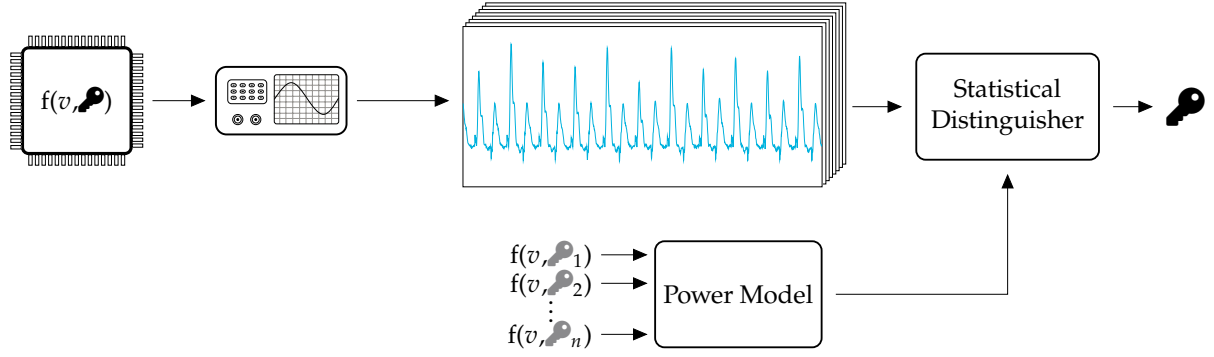 f(v,)
Statistical
Distinguisher
f(v,1)
f(v,2)
Power Model
f(v,n)